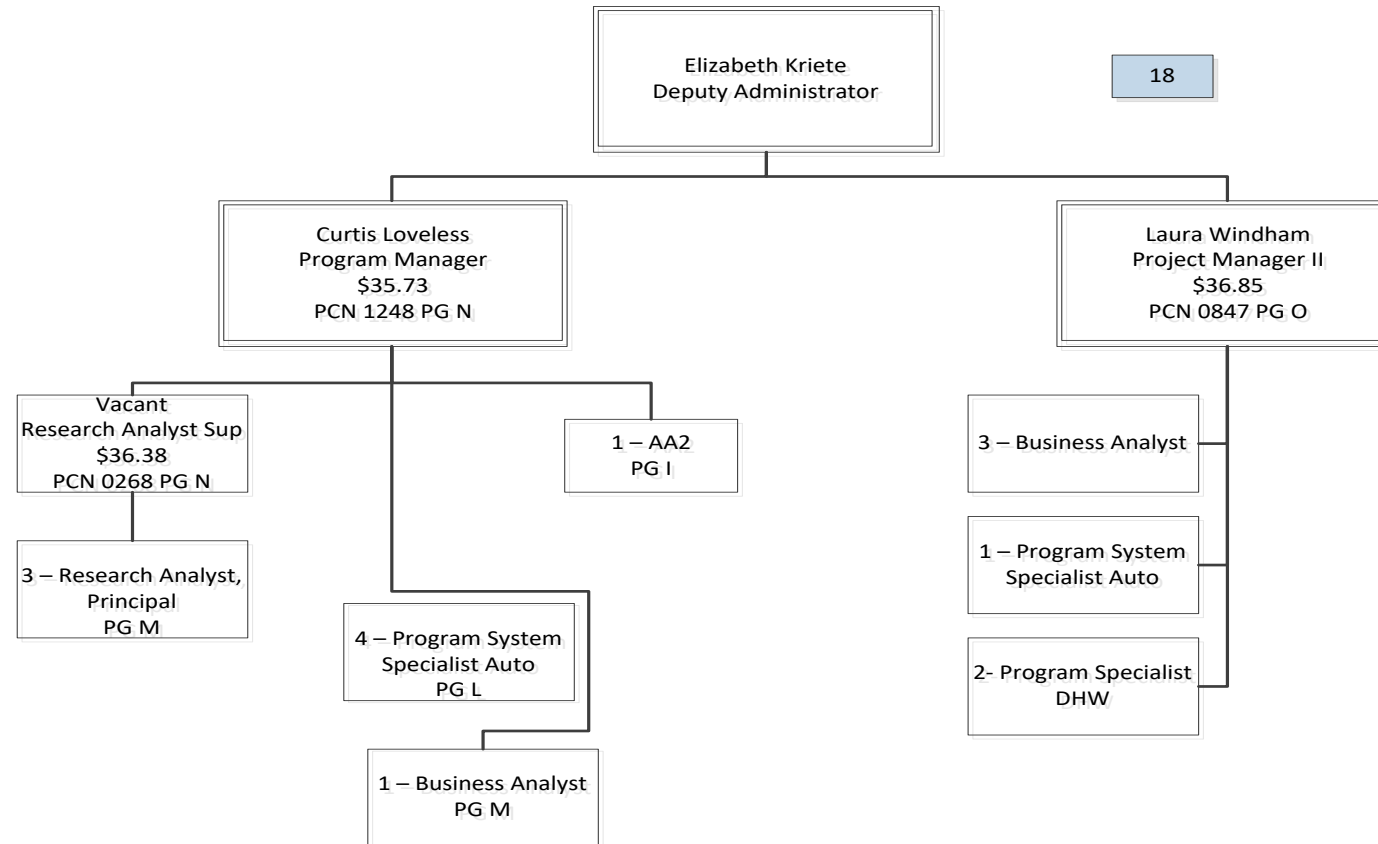 Elizabeth Kriete
Deputy Administrator
18
Curtis Loveless
Program Manager
$35.73
PCN 1248 PG N
Laura Windham
Project Manager II
$36.85
PCN 0847 PG O
Vacant
Research Analyst Sup
$36.38
PCN 0268 PG N
1 – AA2
PG I
3 – Business Analyst
3 – Research Analyst,
Principal
PG M
1 – Program System
Specialist Auto
4 – Program System
Specialist Auto
PG L
2- Program Specialist
DHW
1 – Business Analyst
PG M